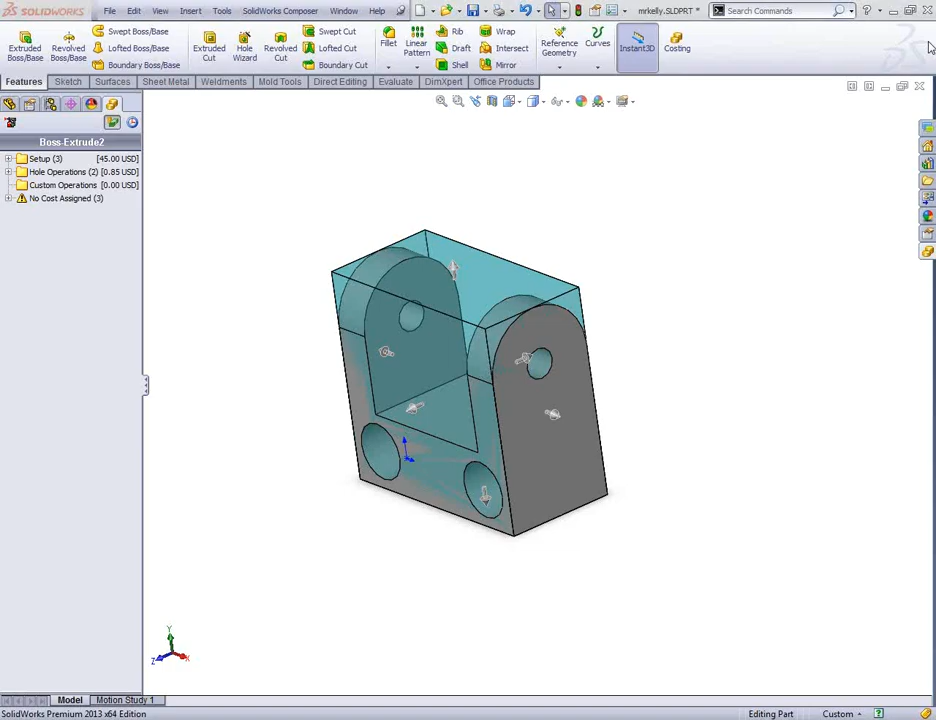 SOLIDWORKS File Edit View Insert Tools SolidWorks Composer Window Help mrkelly.SLDPRT * Search Commands
Extruded Boss/Base Revolved Boss/Base Swept Boss/Base Lofted Boss/Base Boundary Boss/Base Extruded Cut Hole Wizard Revolved Cut Swept Cut Lofted Cut Boundary Cut Fillet Linear Pattern Rib Draft Shell Wrap Intersect Mirror Reference Geometry Curves Instant3D Costing
Features Sketch Surfaces Sheet Metal Weldments Mold Tools Direct Editing Evaluate DimXpert Office Products
Boss-Extrude2
Setup (3) [45.00 USD]
Hole Operations (2) [0.85 USD]
Custom Operations [0.00 USD]
No Cost Assigned (3)
Y
Z X
Model Motion Study 1
SolidWorks Premium 2013 x64 Edition Editing Part Custom